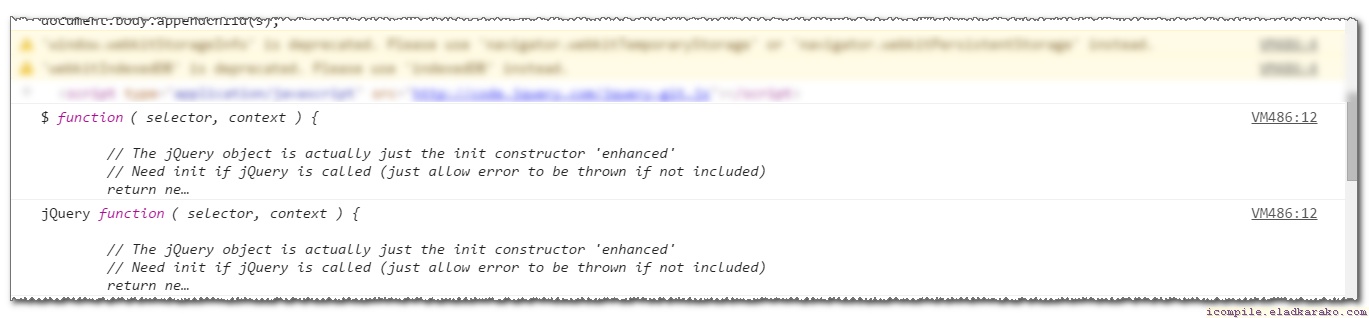 document.body.appendChild(s);
'window.webkitStorageInfo' is deprecated. Please use 'navigator.webkitTemporaryStorage' or 'navigator.webkitPersistentStorage' instead.
'webkitIndexedDB' is deprecated. Please use 'indexedDB' instead.
<script type="application/javascript" src="http://code.jquery.com/jquery-git.js"></script>
$ function ( selector, context ) { VM486:12
// The jQuery object is actually just the init constructor 'enhanced'
// Need init if jQuery is called (just allow error to be thrown if not included)
return ne…
jQuery function ( selector, context ) { VM486:12
// The jQuery object is actually just the init constructor 'enhanced'
// Need init if jQuery is called (just allow error to be thrown if not included)
return ne…
icompile.eladkarako.com